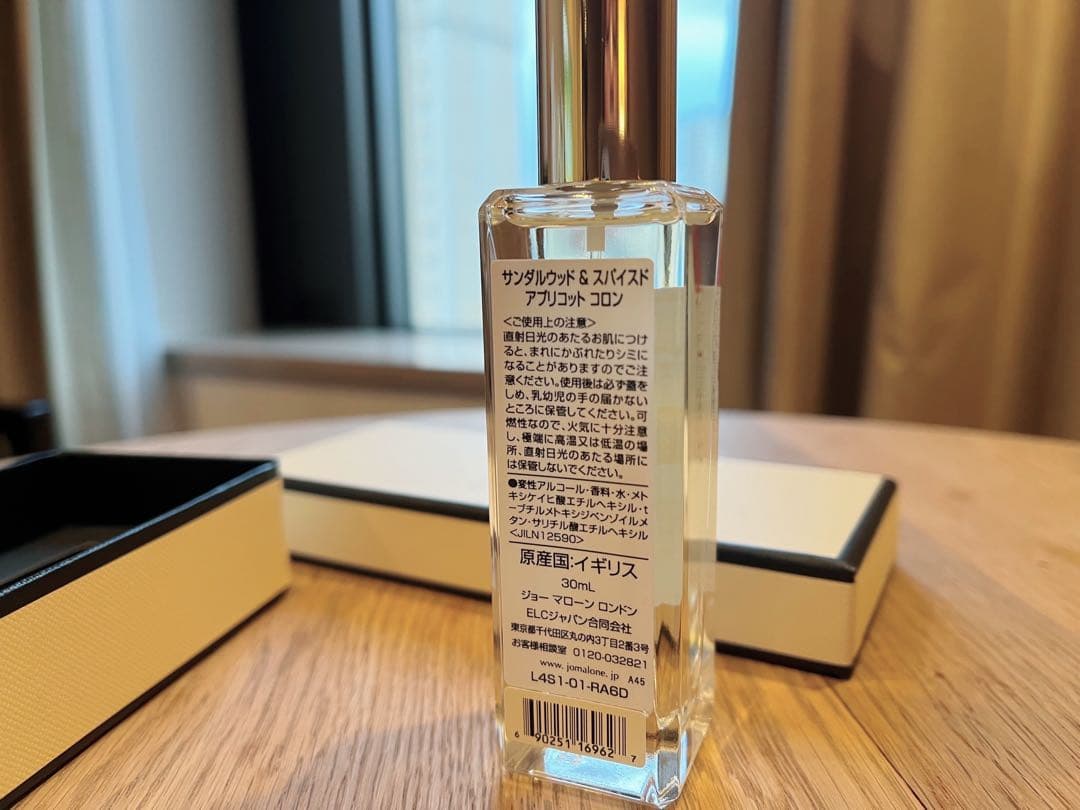 サンダルウッド & スパイスド
アプリコット コロン
<ご使用上の注意>
直射日光のあたるお肌につけ
ると、まれにかぶれたりシミに
なることがありますのでご注
意ください。使用後は必ず蓋を
しめ、乳幼児の手の届かない
ところに保管してください。可
燃性なので、火気に十分注意
し、極端に高温又は低温の場
所、直射日光のあたる場所に
は保管しないでください。
●変性アルコール・香料・水・メト
キシケイヒ酸エチルヘキシル・t
ーブチルメトキシジベンゾイルメ
タン・サリチル酸エチルヘキシル
<JILN12590>
原産国:イギリス
30mL
ジョー マローン ロンドン
ELCジャパン合同会社
東京都千代田区丸の内3丁目2番3号
お客様相談室 0120-032821
www.jomalone.jp A45
L4S1-01-RA6D
6 90251 16962 7